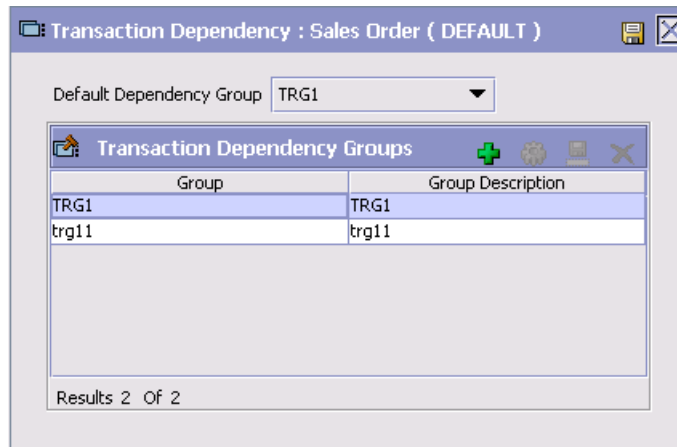 Transaction Dependency : Sales Order ( DEFAULT )
Default Dependency Group TRG1
Transaction Dependency Groups
Group Group Description
TRG1 TRG1
trg11 trg11
Results 2 Of 2